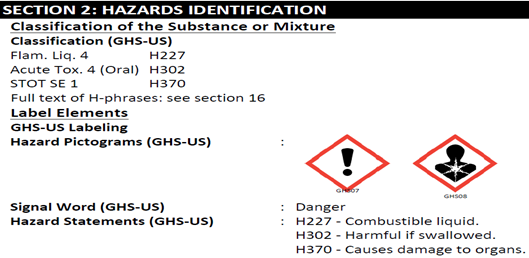 SECTION 2: HAZARDS IDENTIFICATION
Classification of the Substance or Mixture
Classification (GHS-US)
Flam. Liq. 4 H227
Acute Tox. 4 (Oral) H302
STOT SE 1 H370
Full text of H-phrases: see section 16
Label Elements
GHS-US Labeling
Hazard Pictograms (GHS-US) :
GHS07 GHS08
Signal Word (GHS-US) : Danger
Hazard Statements (GHS-US) : H227 - Combustible liquid.
H302 - Harmful if swallowed.
H370 - Causes damage to organs.